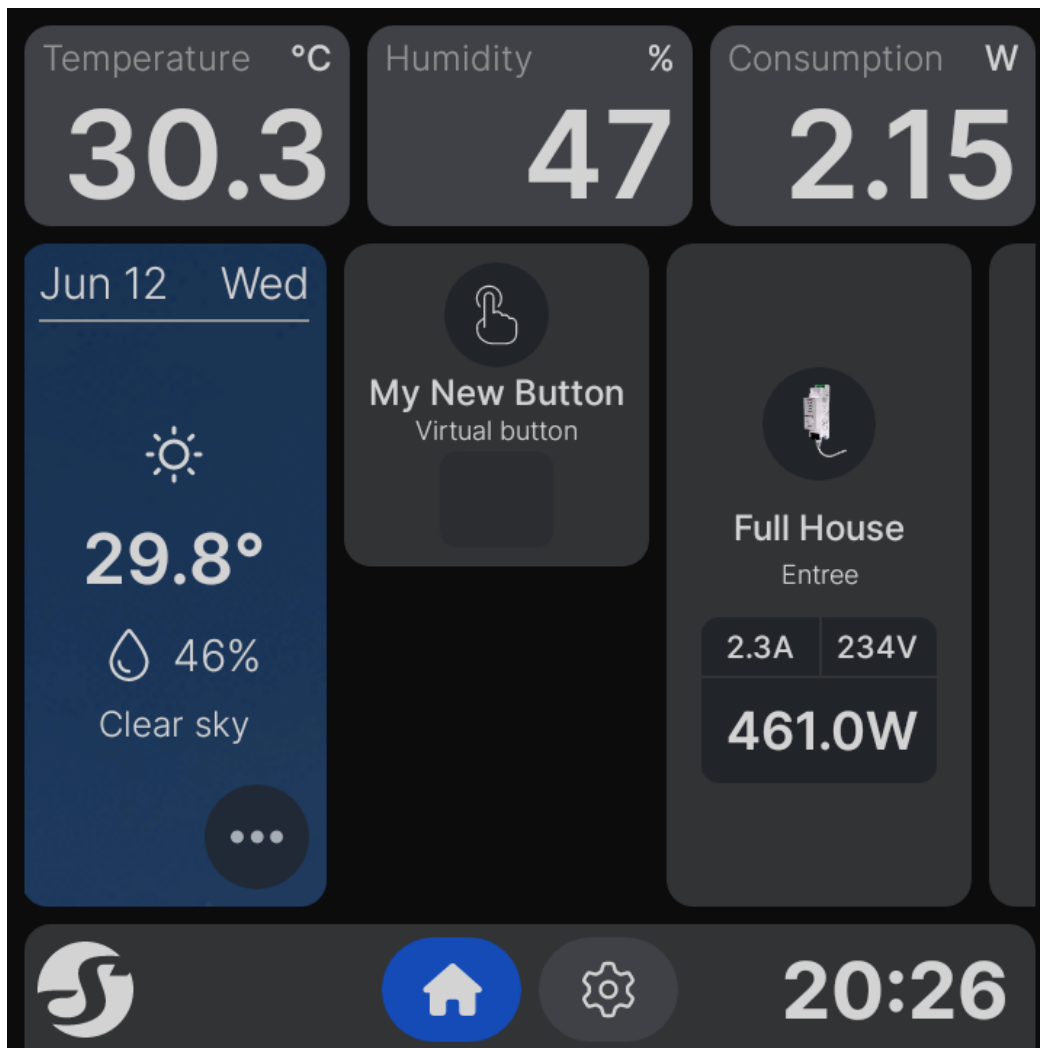 Temperature °C
30.3
Humidity %
47
Consumption W
2.15
Jun 12 Wed
29.8°
46%
Clear sky
My New Button
Virtual button
Full House
Entree
2.3A 234V
461.0W
20:26